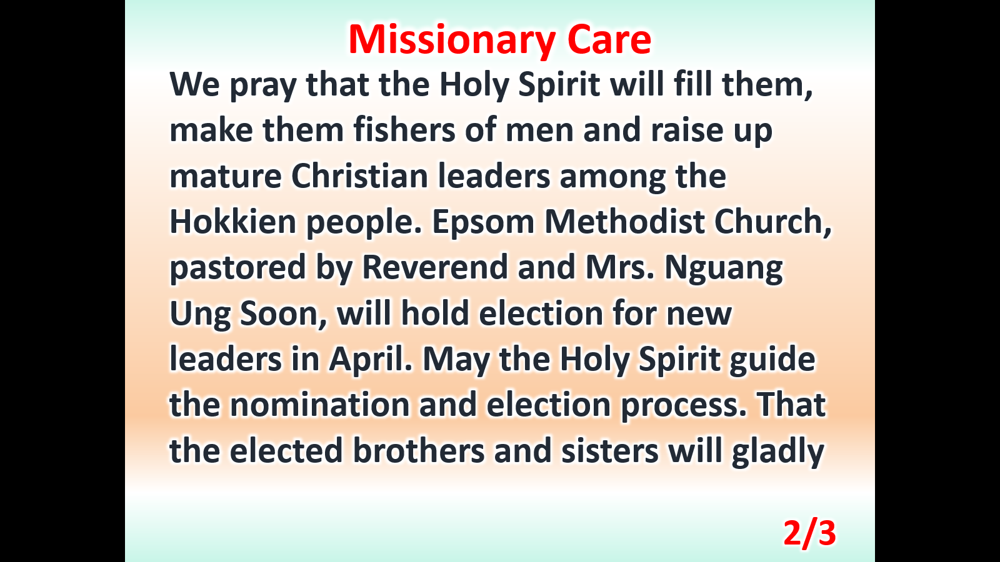 Missionary Care
We pray that the Holy Spirit will fill them,
make them fishers of men and raise up
mature Christian leaders among the
Hokkien people. Epsom Methodist Church,
pastored by Reverend and Mrs. Nguang
Ung Soon, will hold election for new
leaders in April. May the Holy Spirit guide
the nomination and election process. That
the elected brothers and sisters will gladly
2/3